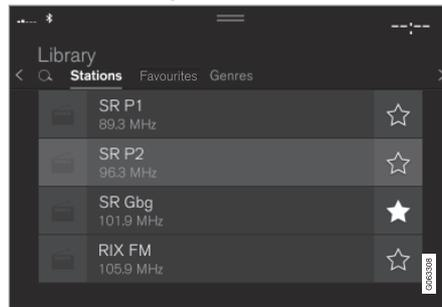 --:--
Library
Stations Favourites Genres
SR P1
89.3 MHz
SR P2
96.3 MHz
SR Gbg
101.9 MHz
RIX FM
105.9 MHz
G063308